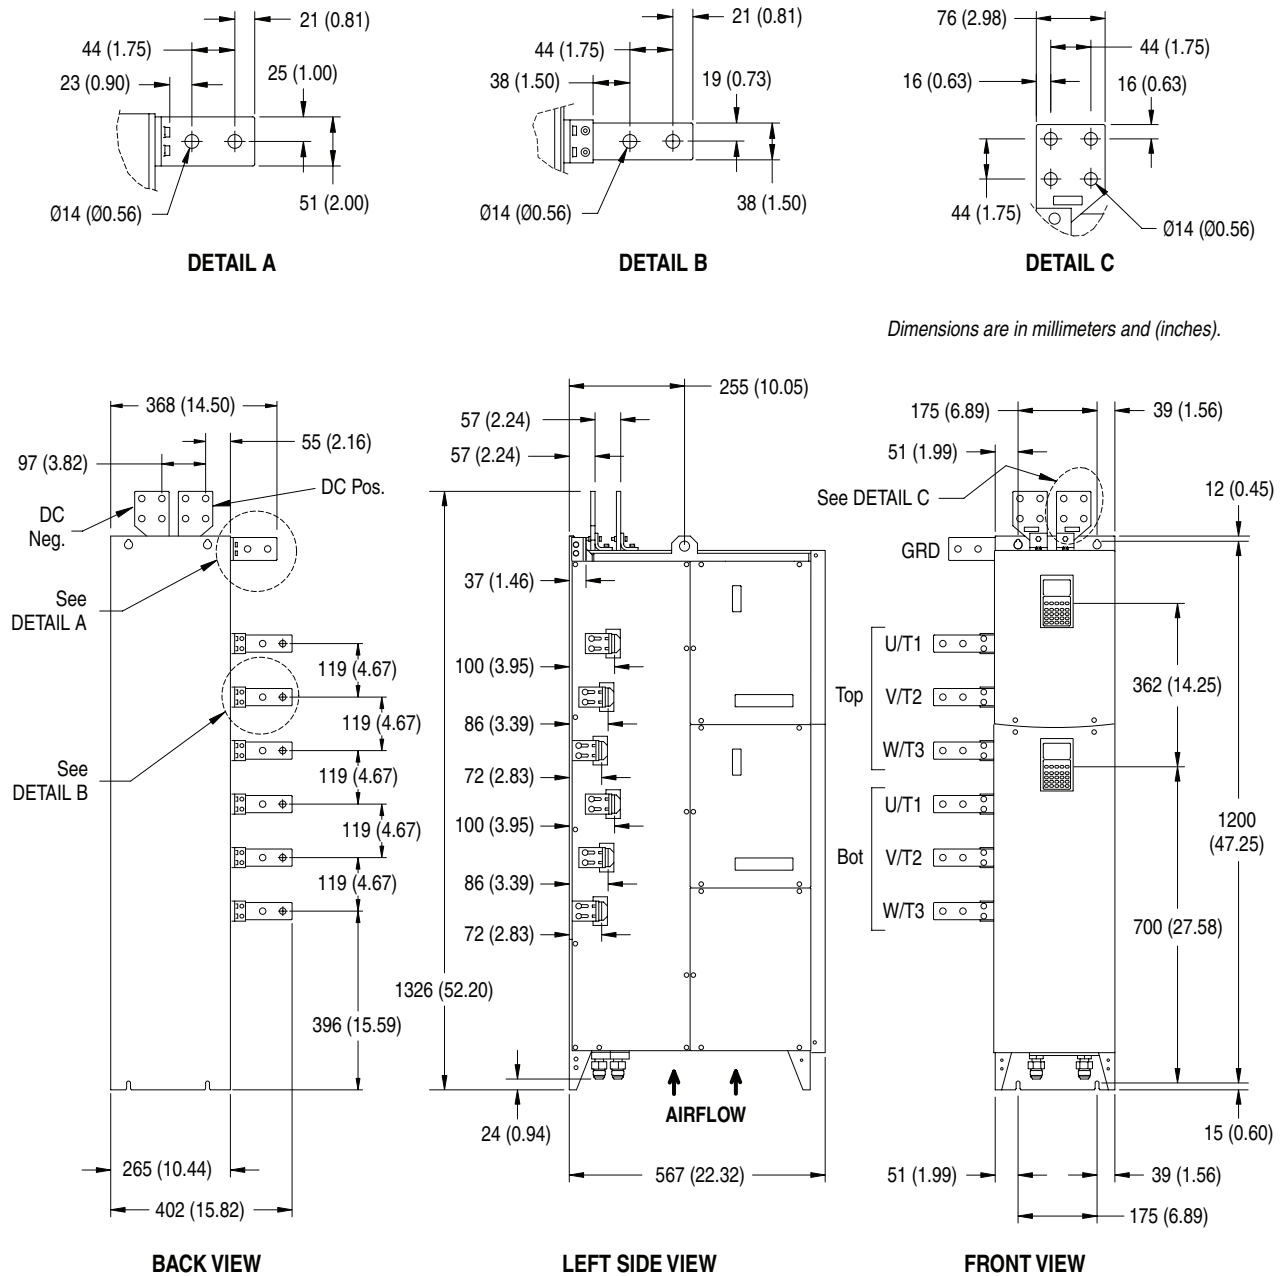 21 (0.81)
44 (1.75)
23 (0.90)
25 (1.00)
Ø14 (Ø0.56)
51 (2.00)
DETAIL A
21 (0.81)
44 (1.75)
38 (1.50)
19 (0.73)
Ø14 (Ø0.56)
38 (1.50)
DETAIL B
76 (2.98)
44 (1.75)
16 (0.63)
16 (0.63)
44 (1.75)
Ø14 (Ø0.56)
DETAIL C
Dimensions are in millimeters and (inches).
368 (14.50)
55 (2.16)
97 (3.82)
DC Pos.
DC
Neg.
See
DETAIL A
119 (4.67)
119 (4.67)
See
DETAIL B
119 (4.67)
119 (4.67)
119 (4.67)
396 (15.59)
265 (10.44)
402 (15.82)
BACK VIEW
255 (10.05)
57 (2.24)
57 (2.24)
37 (1.46)
100 (3.95)
86 (3.39)
72 (2.83)
100 (3.95)
86 (3.39)
72 (2.83)
1326 (52.20)
AIRFLOW
24 (0.94)
567 (22.32)
LEFT SIDE VIEW
175 (6.89)
39 (1.56)
51 (1.99)
See DETAIL C
12 (0.45)
GRD
U/T1
Top
V/T2
362 (14.25)
W/T3
U/T1
1200
(47.25)
Bot
V/T2
W/T3
700 (27.58)
15 (0.60)
51 (1.99)
39 (1.56)
175 (6.89)
FRONT VIEW